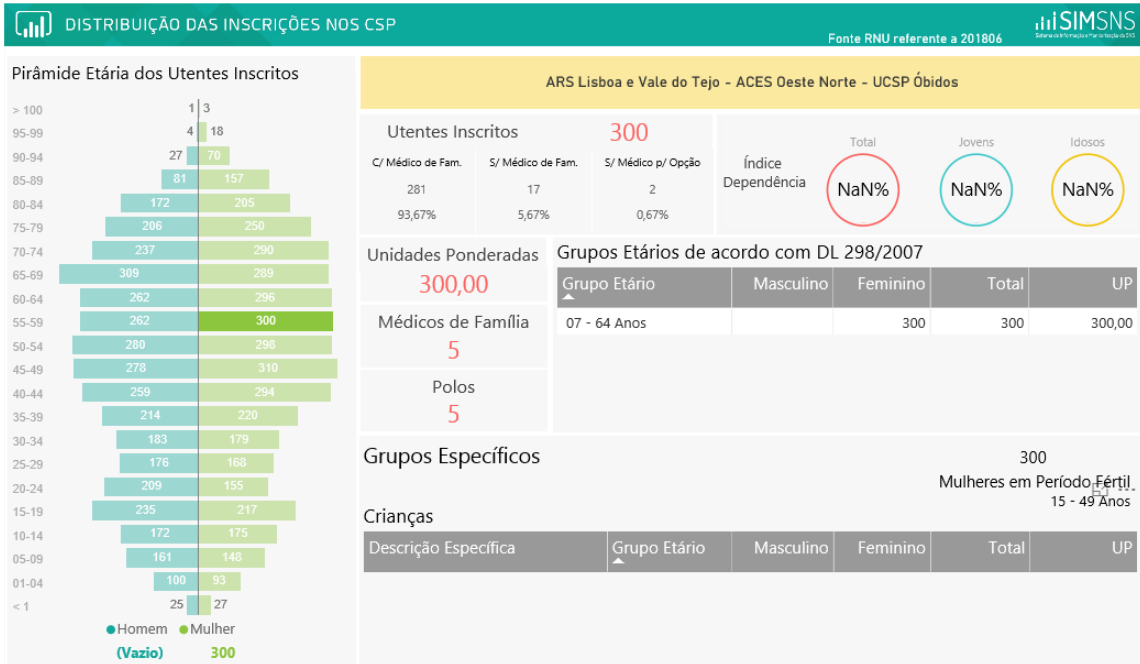 DISTRIBUIÇÃO DAS INSCRIÇÕES NOS CSP
SIMSNS
Fonte RNU referente a 201806
Pirâmide Etária dos Utentes Inscritos
> 100 1 3
95-99 4 18
90-94 27 70
85-89 81 157
80-84 172 205
75-79 206 250
70-74 237 290
65-69 309 289
60-64 262 296
55-59 262 300
50-54 280 298
45-49 278 310
40-44 259 294
35-39 214 220
30-34 183 179
25-29 176 168
20-24 209 155
15-19 235 217
10-14 172 175
05-09 161 148
01-04 100 93
< 1 25 27
Homem Mulher
(Vazio) 300
ARS Lisboa e Vale do Tejo - ACES Oeste Norte - UCSP Óbidos
Utentes Inscritos 300
C/ Médico de Fam. S/ Médico de Fam. S/ Médico p/ Opção
281 17 2
93,67% 5,67% 0,67%
Índice
Dependência
Total Jovens Idosos
NaN% NaN% NaN%
Unidades Ponderadas
300,00
Médicos de Família
5
Polos
5
Grupos Etários de acordo com DL 298/2007
Grupo Etário Masculino Feminino Total UP
07 - 64 Anos 300 300 300,00
Grupos Específicos
300
Mulheres em Período Fértil
15 - 49 Anos
Crianças
Descrição Específica Grupo Etário Masculino Feminino Total UP